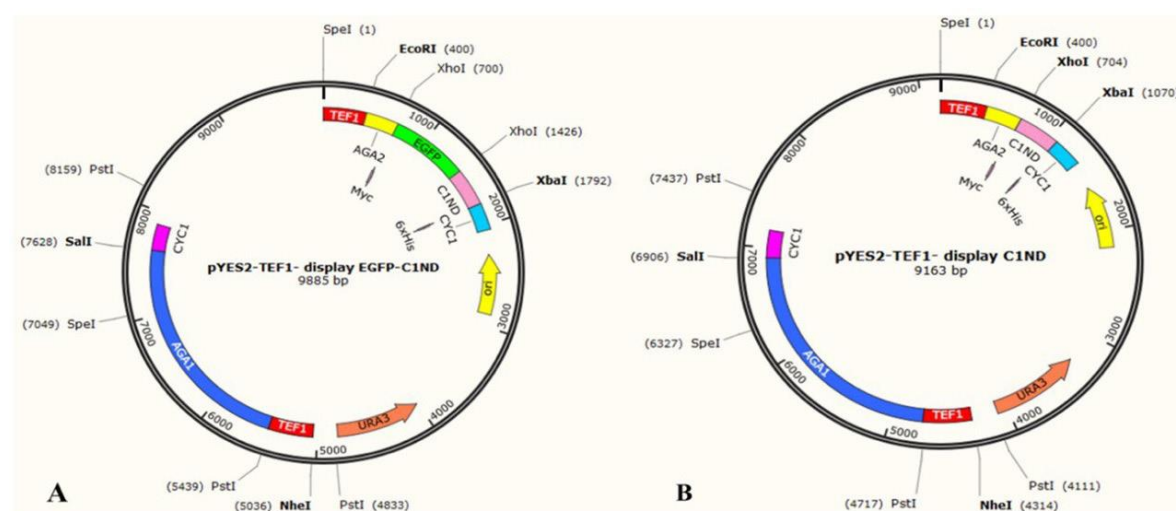 SpeI (1)
EcoRI (400)
XhoI (700)
XhoI (1426)
XbaI (1792)
(8159) PstI
(7628) SalI
(7049) SpeI
(5439) PstI
(5036) NheI
PstI (4833)
1000
2000
3000
4000
5000
6000
7000
8000
9000
TEF1
AGA2
EGFP
C1ND
CYC1
Myc
6xHis
ori
URA3
TEF1
AGA1
CYC1
pYES2-TEF1- display EGFP-C1ND
9885 bp
A
SpeI (1)
EcoRI (400)
XhoI (704)
XbaI (1070)
(7437) PstI
(6906) SalI
(6327) SpeI
(4717) PstI
NheI (4314)
PstI (4111)
1000
2000
3000
4000
5000
6000
7000
8000
9000
TEF1
AGA2
C1ND
CYC1
Myc
6xHis
ori
URA3
TEF1
AGA1
CYC1
pYES2-TEF1- display C1ND
9163 bp
B